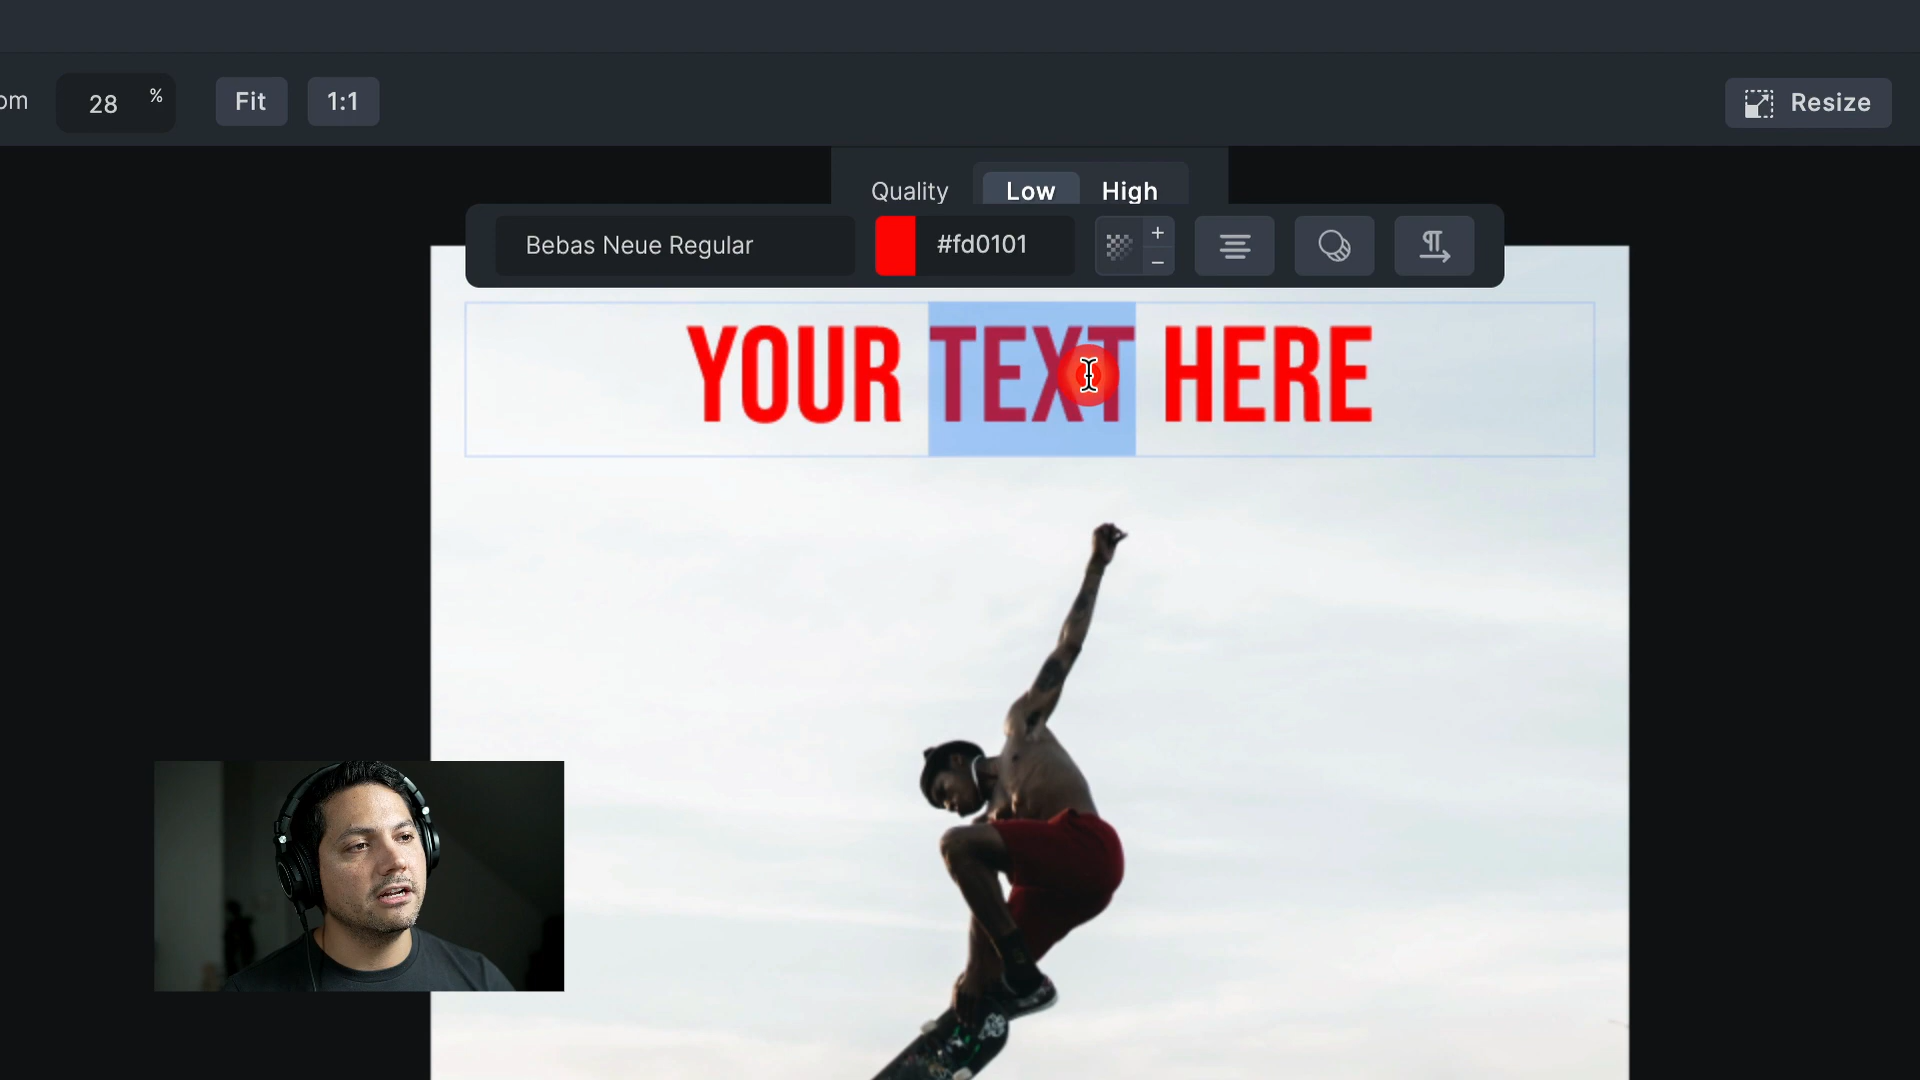 om 28 % Fit 1:1 Resize
Quality Low High
Bebas Neue Regular #fd0101 + −
YOUR TEXT HERE